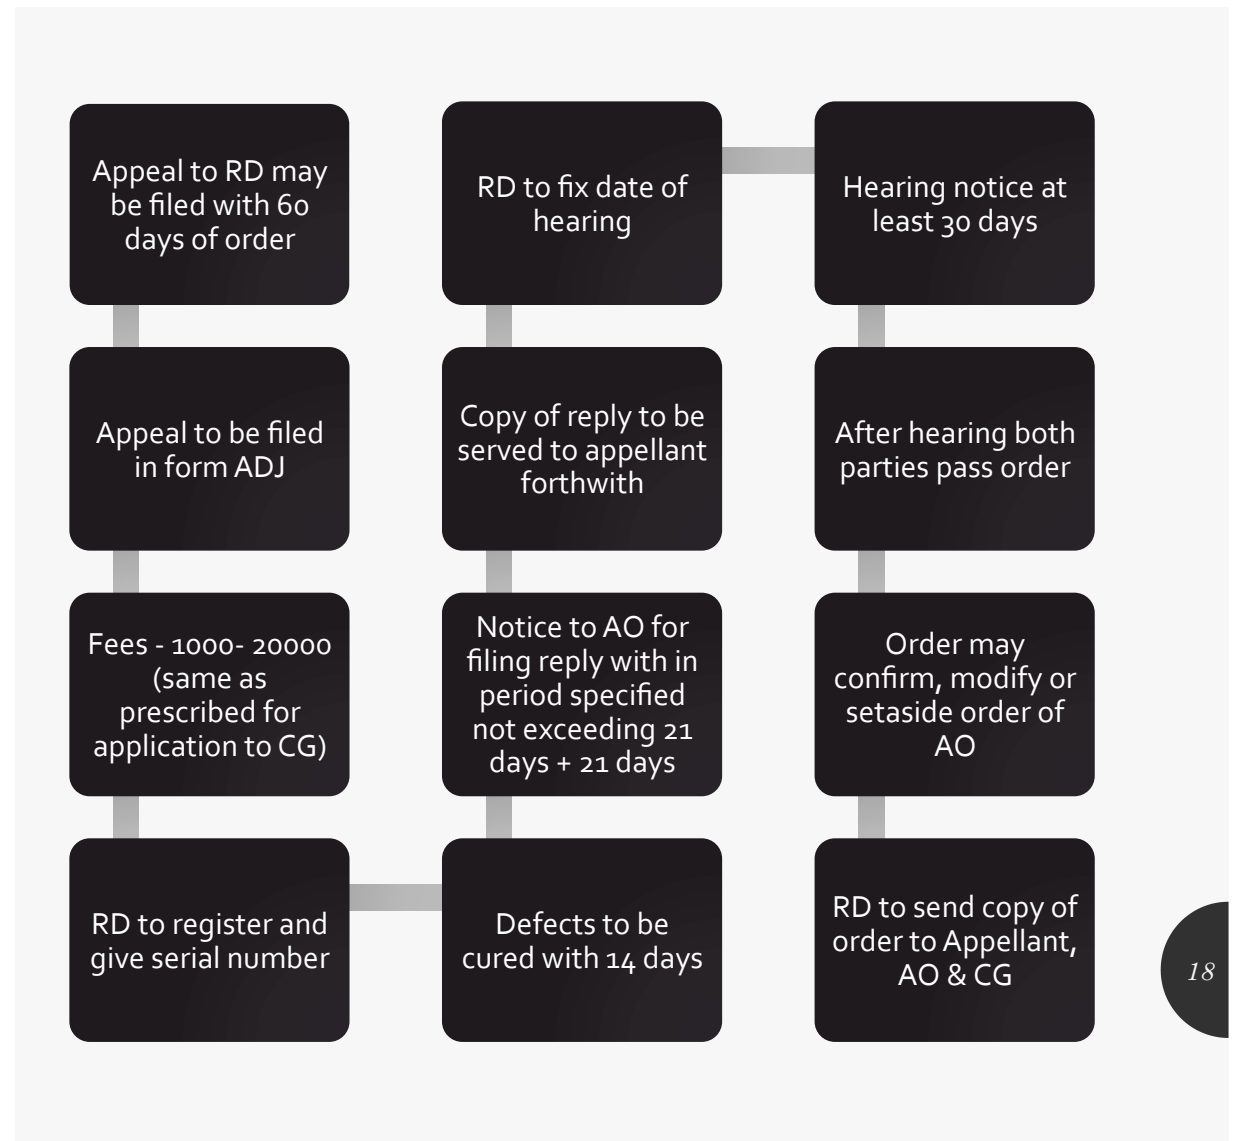 Appeal to RD may
be filed with 60
days of order
Appeal to be filed
in form ADJ
Fees - 1000- 20000
(same as
prescribed for
application to CG)
RD to register and
give serial number
Defects to be
cured with 14 days
Notice to AO for
filing reply with in
period specified
not exceeding 21
days + 21 days
Copy of reply to be
served to appellant
forthwith
RD to fix date of
hearing
Hearing notice at
least 30 days
After hearing both
parties pass order
Order may
confirm, modify or
setaside order of
AO
RD to send copy of
order to Appellant,
AO & CG
18